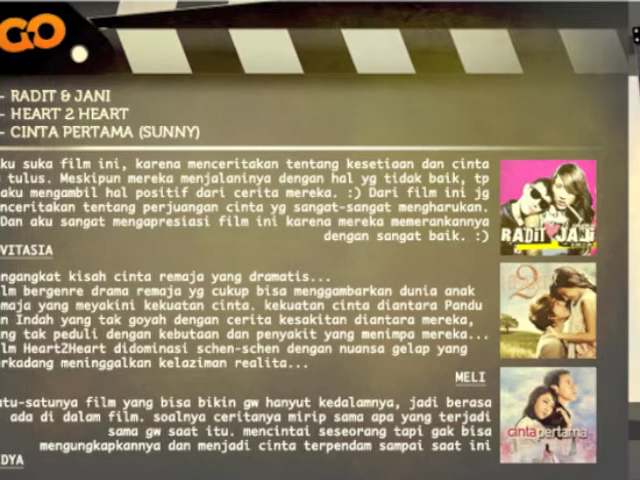 GO
- RADIT & JANI
- HEART 2 HEART
- CINTA PERTAMA (SUNNY)
ku suka film ini, karena menceritakan tentang kesetiaan dan cinta
tulus. Meskipun mereka menjalaninya dengan hal yg tidak baik, tp
aku mengambil hal positif dari cerita mereka. :) Dari film ini jg
nceritakan tentang perjuangan cinta yg sangat-sangat mengharukan.
Dan aku sangat mengapresiasi film ini karena mereka memerankannya
dengan sangat baik. :)
VITASIA
ngangkat kisah cinta remaja yang dramatis...
lm bergenre drama remaja yg cukup bisa menggambarkan dunia anak
maja yang meyakini kekuatan cinta. kekuatan cinta diantara Pandu
n Indah yang tak goyah dengan cerita kesakitan diantara mereka,
ng tak peduli dengan kebutaan dan penyakit yang menimpa mereka...
lm Heart2Heart didominasi schen-schen dengan nuansa gelap yang
rkadang meninggalkan kelaziman realita...
MELI
atu-satunya film yang bisa bikin gw hanyut kedalamnya, jadi berasa
ada di dalam film. soalnya ceritanya mirip sama apa yang terjadi
sama gw saat itu. mencintai seseorang tapi gak bisa
mengungkapkannya dan menjadi cinta terpendam sampai saat ini
DYA
RADIT JANI
2
cinta pertama